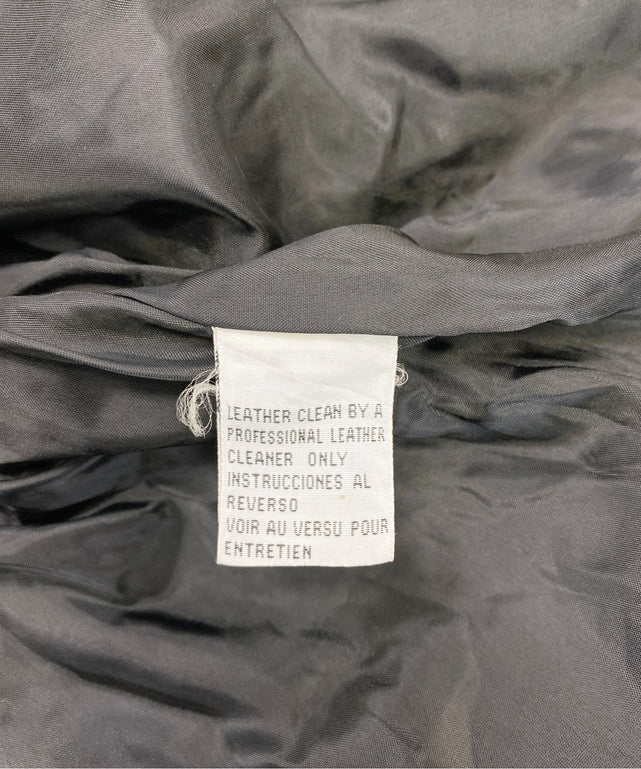 LEATHER CLEAN BY A
PROFESSIONAL LEATHER
CLEANER ONLY
INSTRUCCIONES AL
REVERSO
VOIR AU VERSU POUR
ENTRETIEN